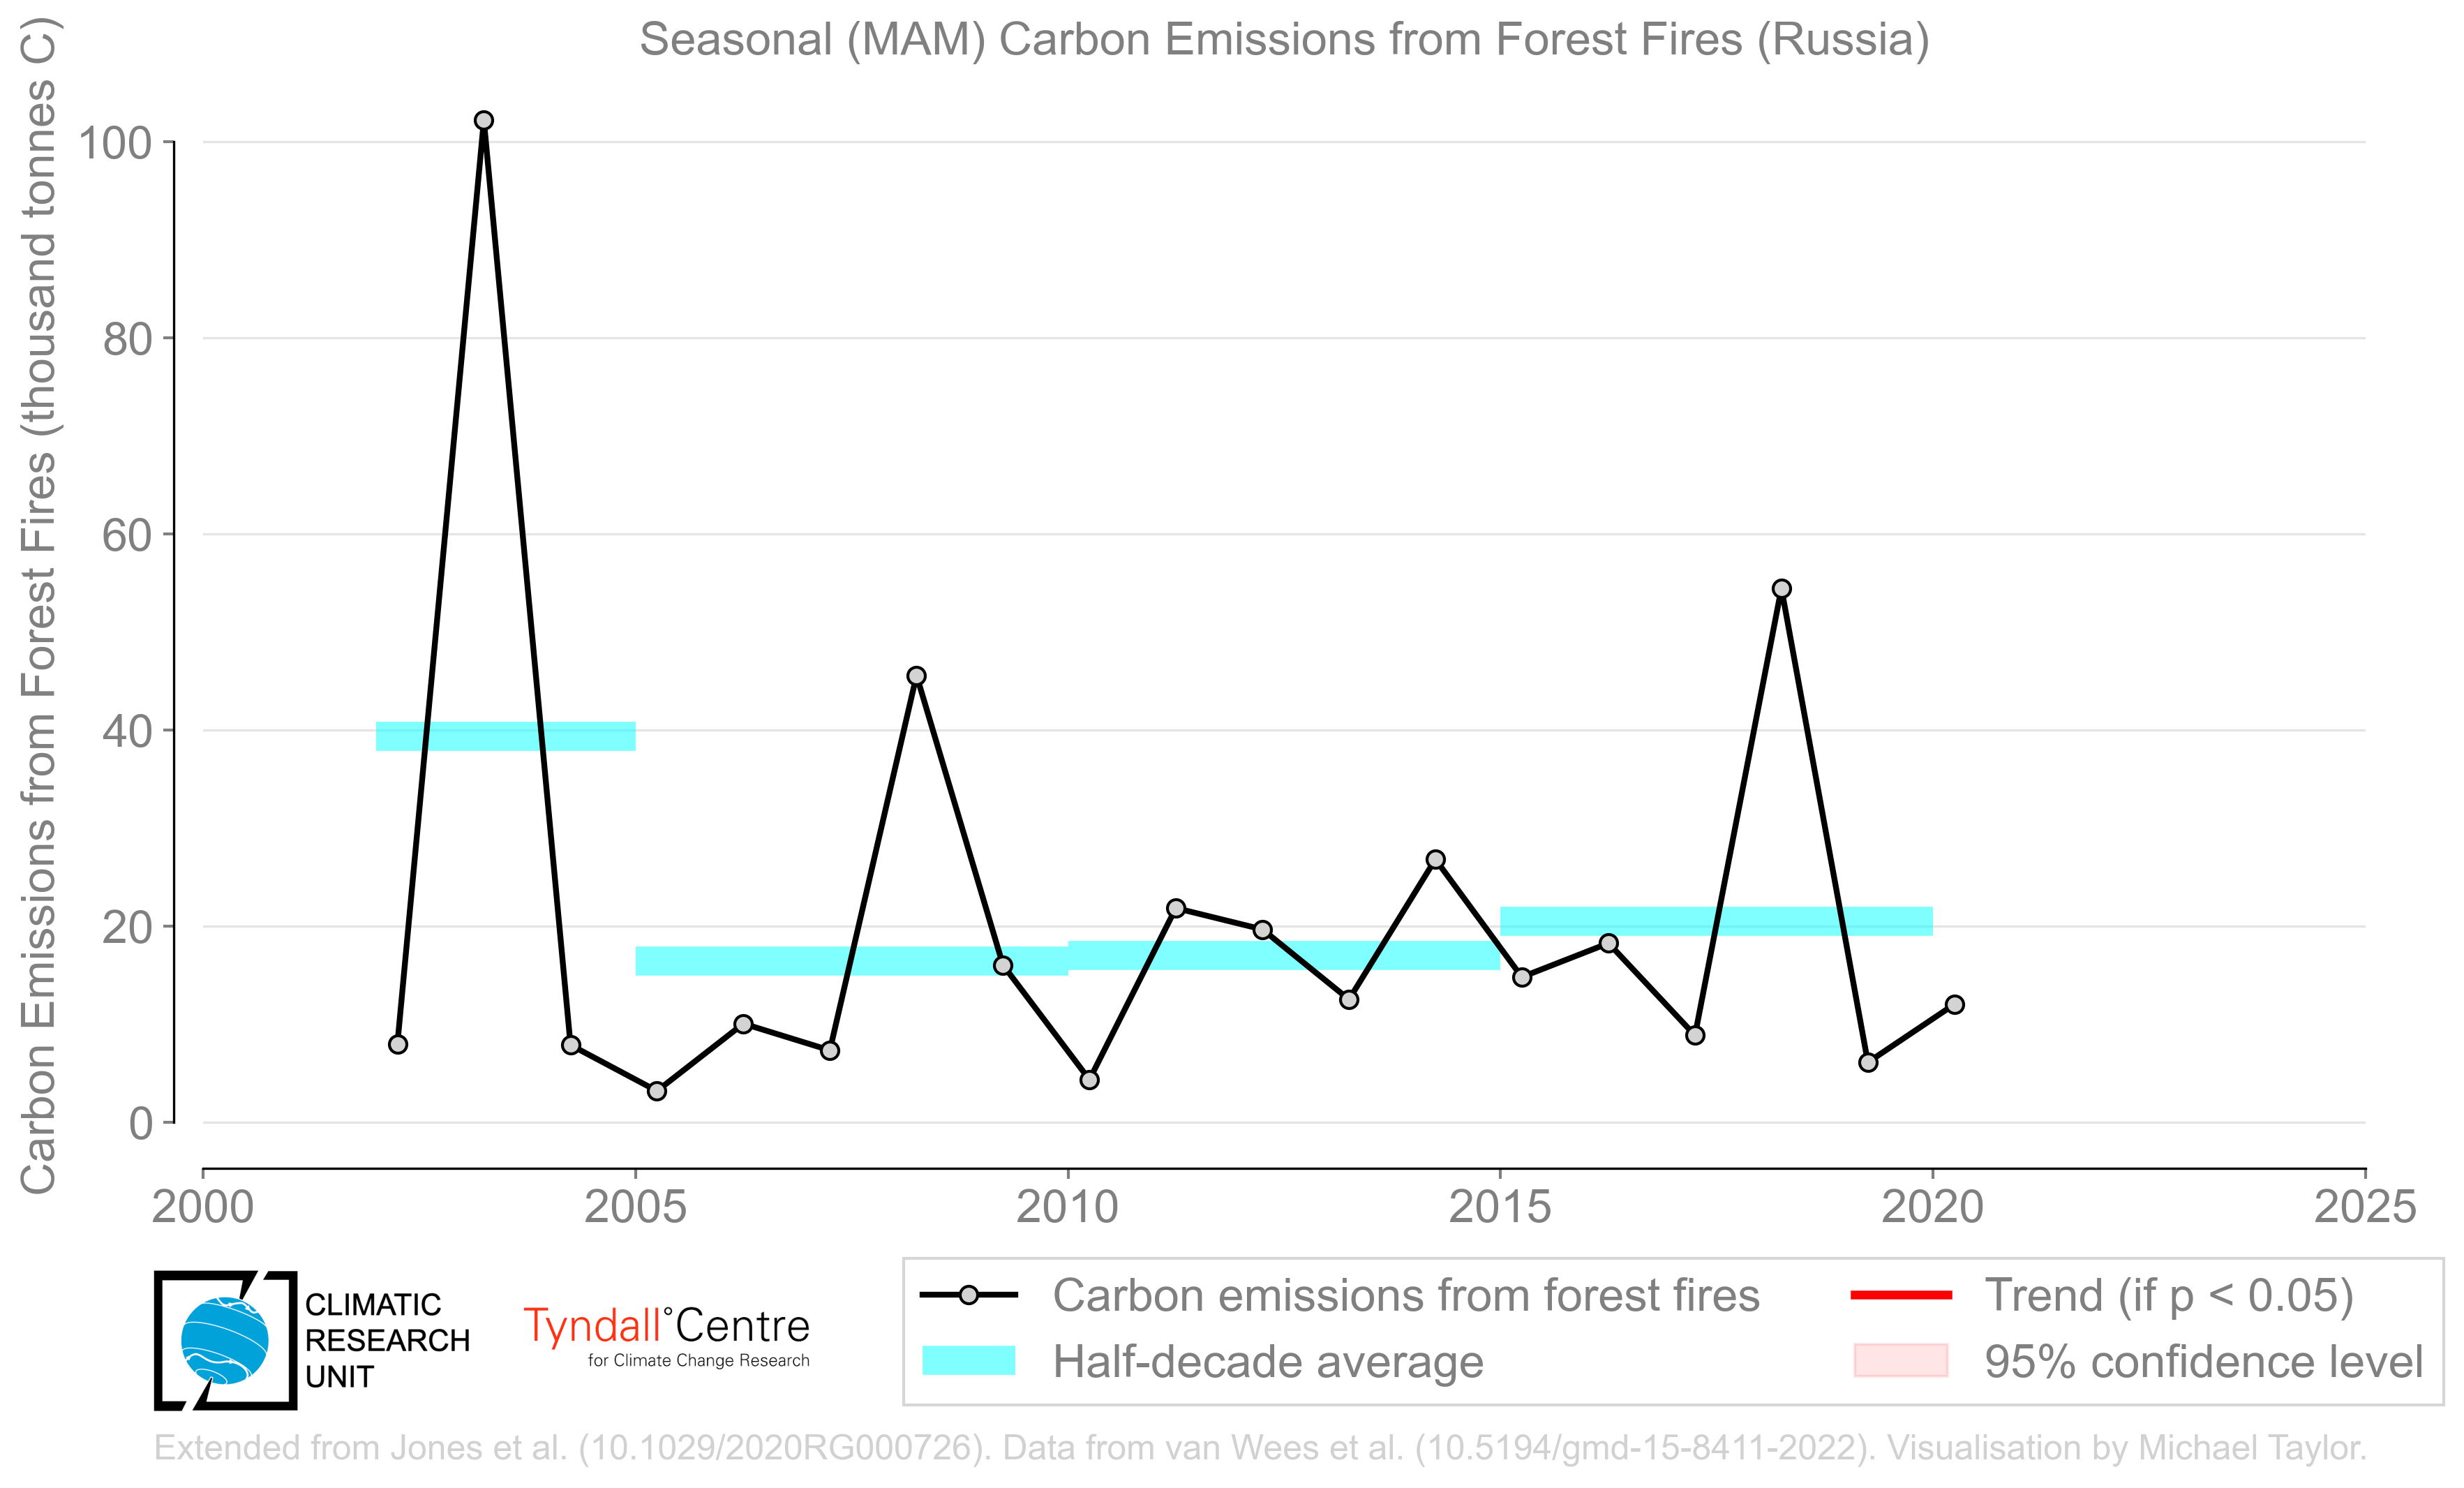 Seasonal (MAM) Carbon Emissions from Forest Fires (Russia)
Carbon Emissions from Forest Fires (thousand tonnes C)
100
80
60
40
20
0
2000
2005
2010
2015
2020
2025
CLIMATIC
RESEARCH
UNIT
Tyndall°Centre
for Climate Change Research
Carbon emissions from forest fires
Half-decade average
Trend (if p < 0.05)
95% confidence level
Extended from Jones et al. (10.1029/2020RG000726). Data from van Wees et al. (10.5194/gmd-15-8411-2022). Visualisation by Michael Taylor.